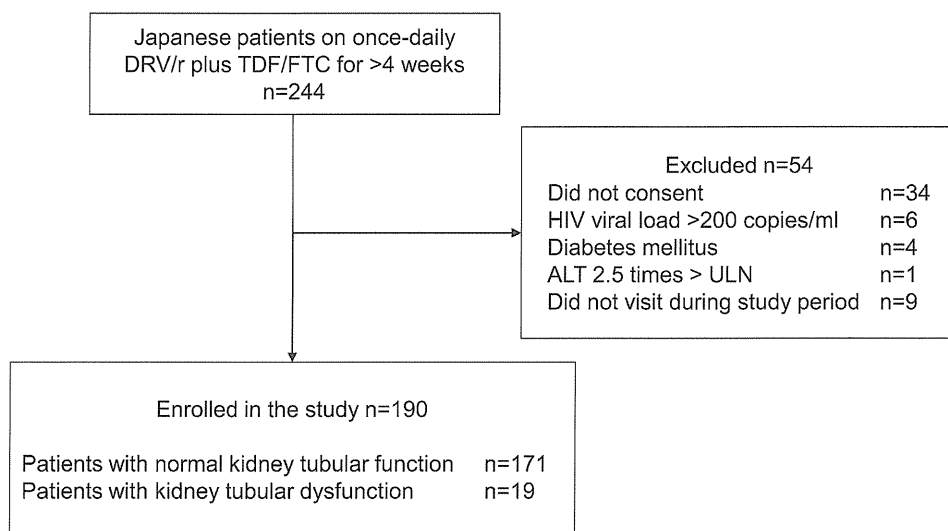 Japanese patients on once-daily
DRV/r plus TDF/FTC for >4 weeks
n=244
Excluded n=54
Did not consent n=34
HIV viral load >200 copies/ml n=6
Diabetes mellitus n=4
ALT 2.5 times > ULN n=1
Did not visit during study period n=9
Enrolled in the study n=190
Patients with normal kidney tubular function n=171
Patients with kidney tubular dysfunction n=19